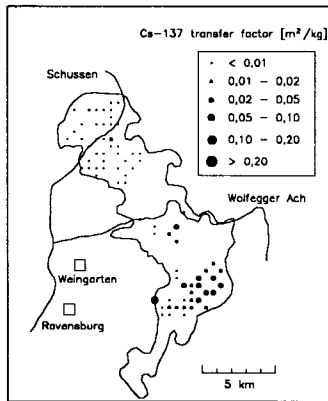 Cs-137 transfer factor [m²/kg]
Schussen
< 0,01
0,01 - 0,02
0,02 - 0,05
0,05 - 0,10
0,10 - 0,20
> 0,20
Wolfegger Ach
Weingarten
Ravensburg
5 km